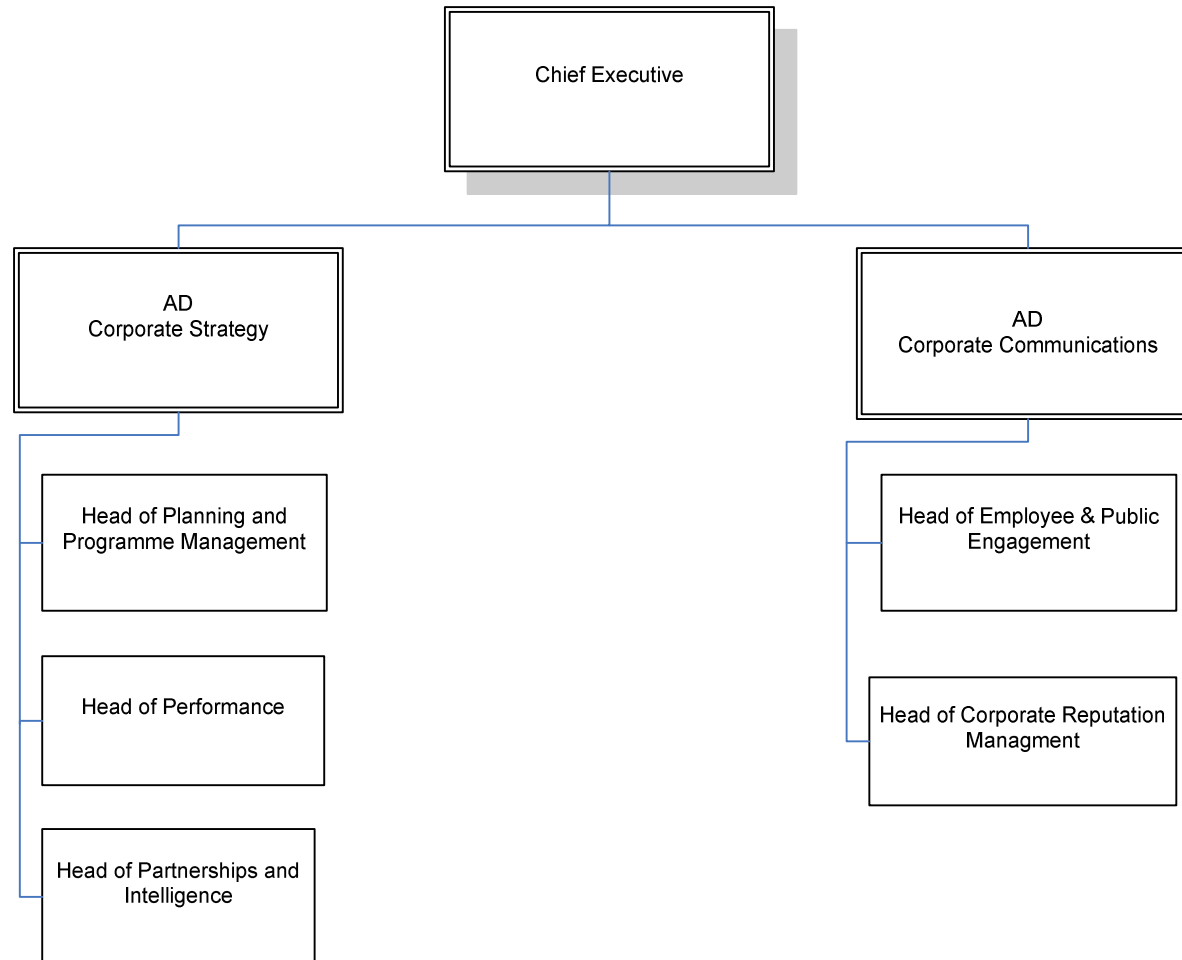 Chief Executive
AD
Corporate Strategy
AD
Corporate Communications
Head of Planning and
Programme Management
Head of Employee & Public
Engagement
Head of Performance
Head of Corporate Reputation
Managment
Head of Partnerships and
Intelligence